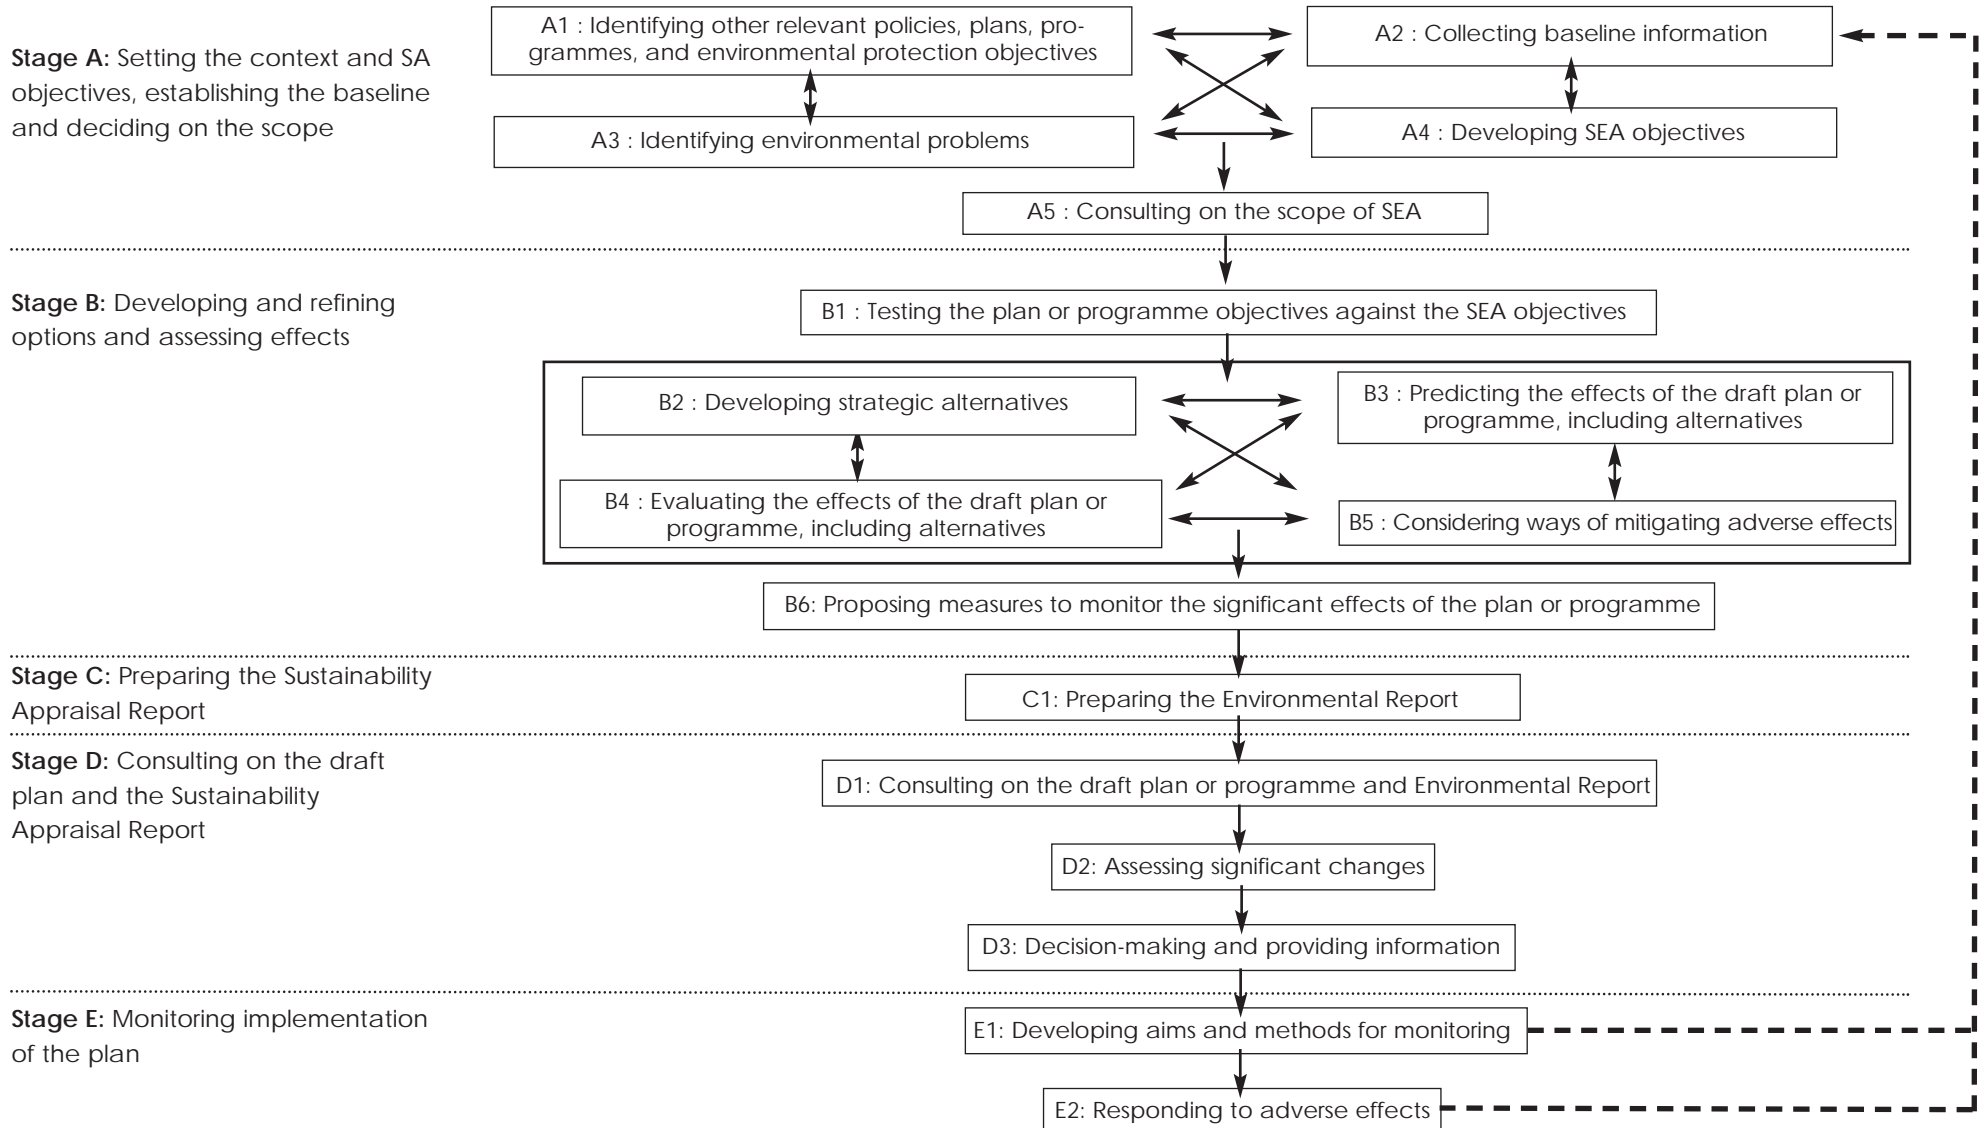 Stage A: Setting the context and SA
objectives, establishing the baseline
and deciding on the scope
A1 : Identifying other relevant policies, plans, pro-
grammes, and environmental protection objectives
A2 : Collecting baseline information
A3 : Identifying environmental problems
A4 : Developing SEA objectives
A5 : Consulting on the scope of SEA
Stage B: Developing and refining
options and assessing effects
B1 : Testing the plan or programme objectives against the SEA objectives
B2 : Developing strategic alternatives
B3 : Predicting the effects of the draft plan or
programme, including alternatives
B4 : Evaluating the effects of the draft plan or
programme, including alternatives
B5 : Considering ways of mitigating adverse effects
B6: Proposing measures to monitor the significant effects of the plan or programme
Stage C: Preparing the Sustainability
Appraisal Report
C1: Preparing the Environmental Report
Stage D: Consulting on the draft
plan and the Sustainability
Appraisal Report
D1: Consulting on the draft plan or programme and Environmental Report
D2: Assessing significant changes
D3: Decision-making and providing information
Stage E: Monitoring implementation
of the plan
E1: Developing aims and methods for monitoring
E2: Responding to adverse effects